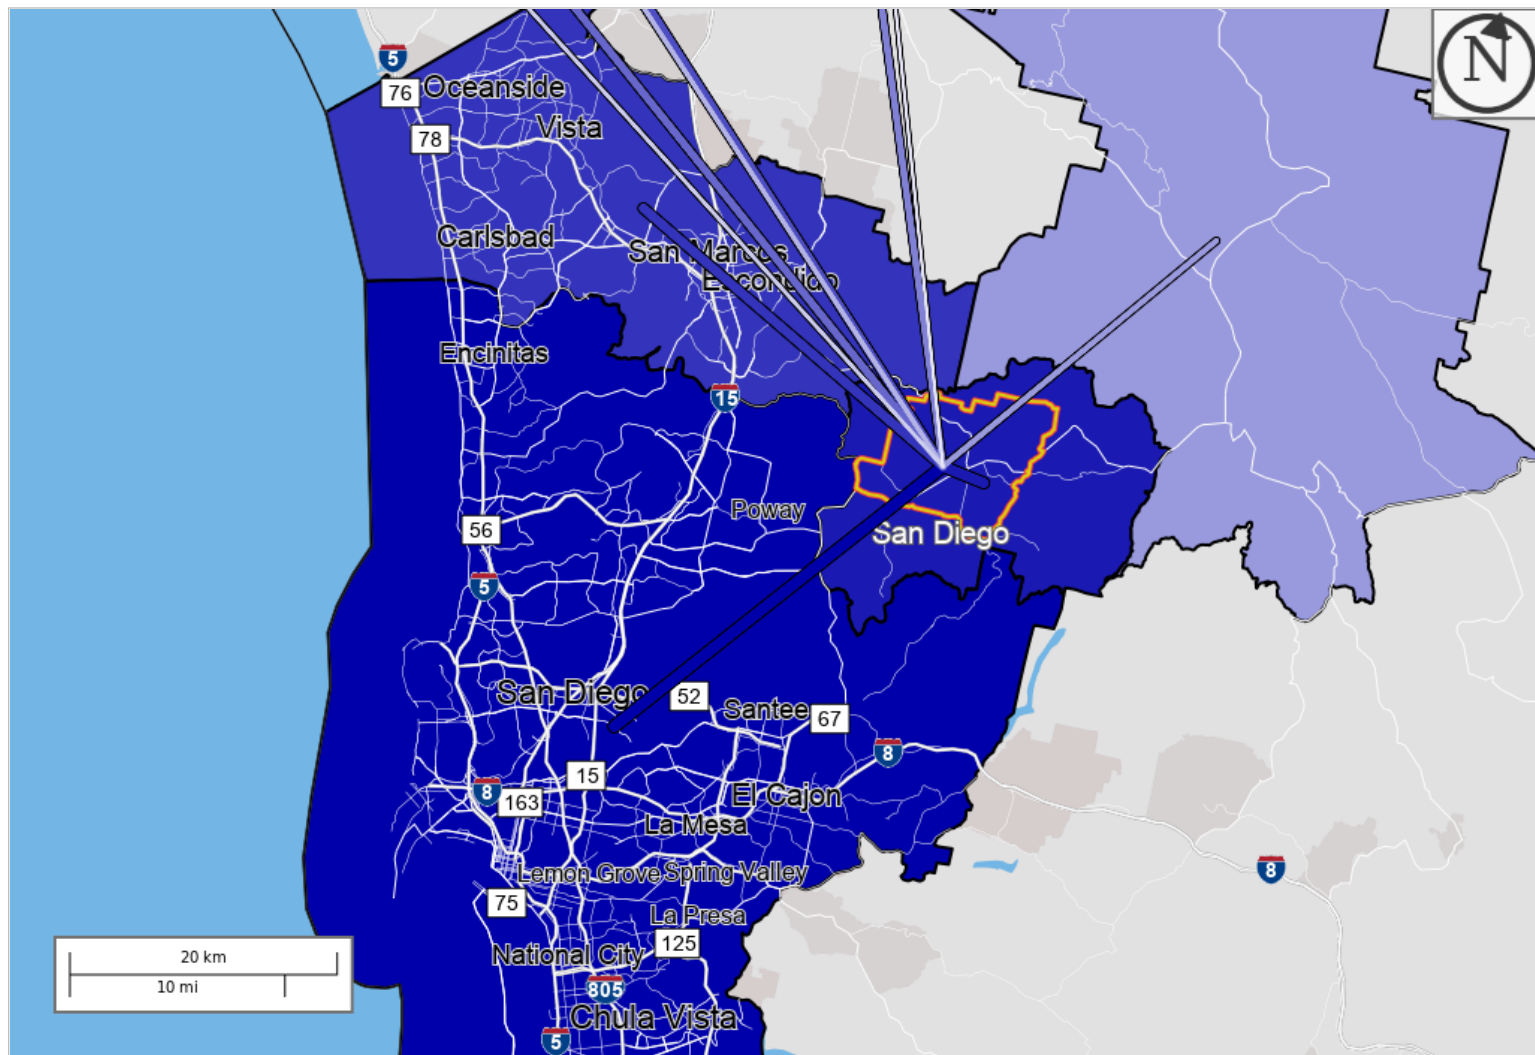 N
5
76
Oceanside
Vista
78
Carlsbad
San Marcos
Escondido
Encinitas
15
Poway
56
San Diego
5
San Diego
52
Santee
67
8
15
8
163
El Cajon
La Mesa
Lemon Grove
Spring Valley
8
75
La Presa
125
National City
20 km
10 mi
805
Chula Vista
5